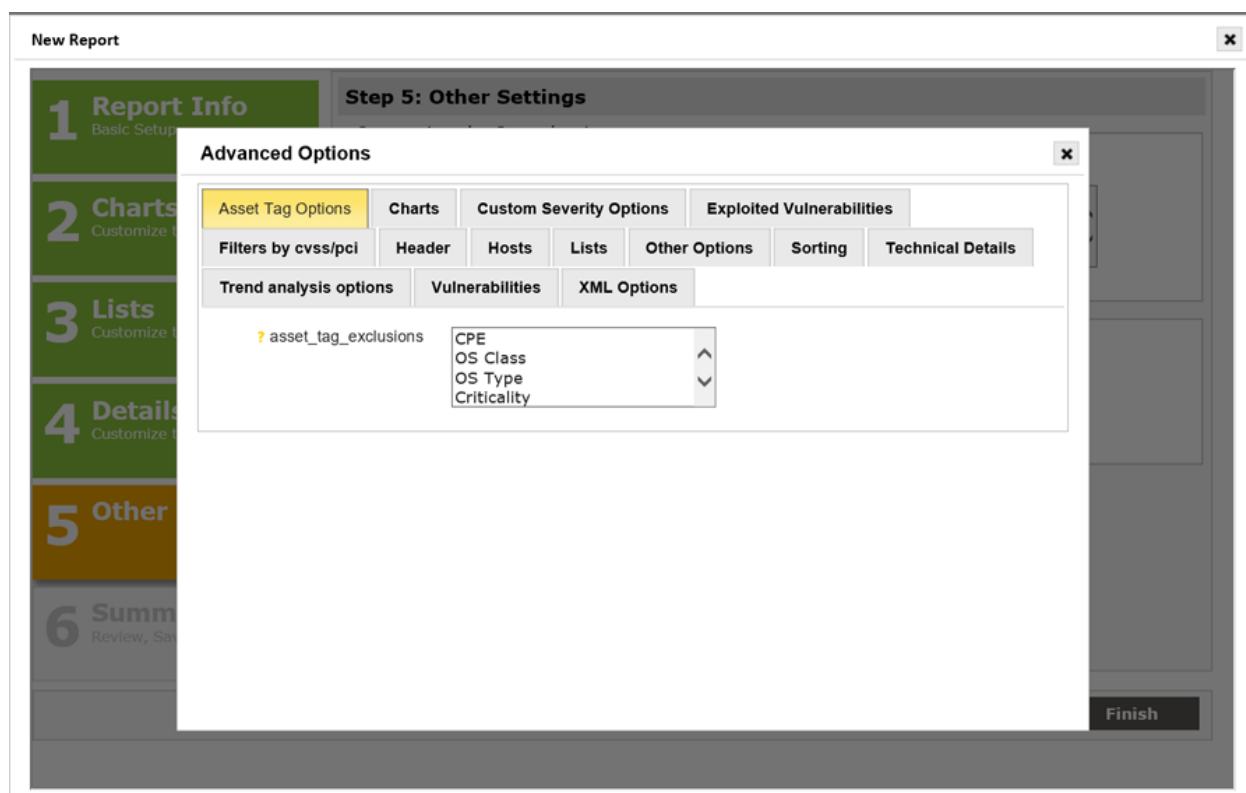 New Report
1 Report Info
Basic Setup
Step 5: Other Settings
Advanced Options
Asset Tag Options Charts Custom Severity Options Exploited Vulnerabilities
Filters by cvss/pci Header Hosts Lists Other Options Sorting Technical Details
Trend analysis options Vulnerabilities XML Options
? asset_tag_exclusions
CPE
OS Class
OS Type
Criticality
2 Charts
Customize t
3 Lists
Customize t
4 Details
Customize t
5 Other
6 Summ
Review, Sav
Finish